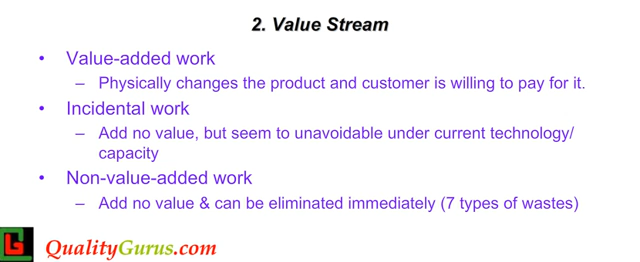 2. Value Stream
• Value-added work
– Physically changes the product and customer is willing to pay for it.
• Incidental work
– Add no value, but seem to unavoidable under current technology/
capacity
• Non-value-added work
– Add no value & can be eliminated immediately (7 types of wastes)
QualityGurus.com